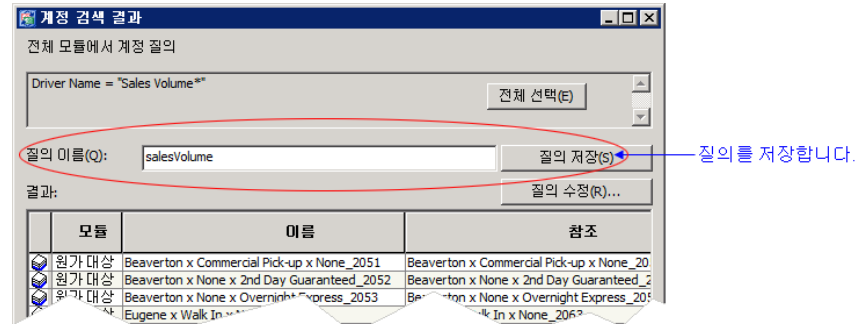 계정 검색 결과
전체 모듈에서 계정 질의
Driver Name = "Sales Volume*"
전체 선택(E)
질의 이름(Q): salesVolume 질의 저장(S) 질의를 저장합니다.
결과: 질의 수정(R)...
모듈 이름 참조
원가 대상 Beaverton x Commercial Pick-up x None_2051 Beaverton x Commercial Pick-up x None_20
원가 대상 Beaverton x None x 2nd Day Guaranteed_2052 Beaverton x None x 2nd Day Guaranteed_2
원가 대상 Beaverton x None x Overnight Express_2053 Beaverton x None x Overnight Express_205
Eugene x Walk In x In x None_2063